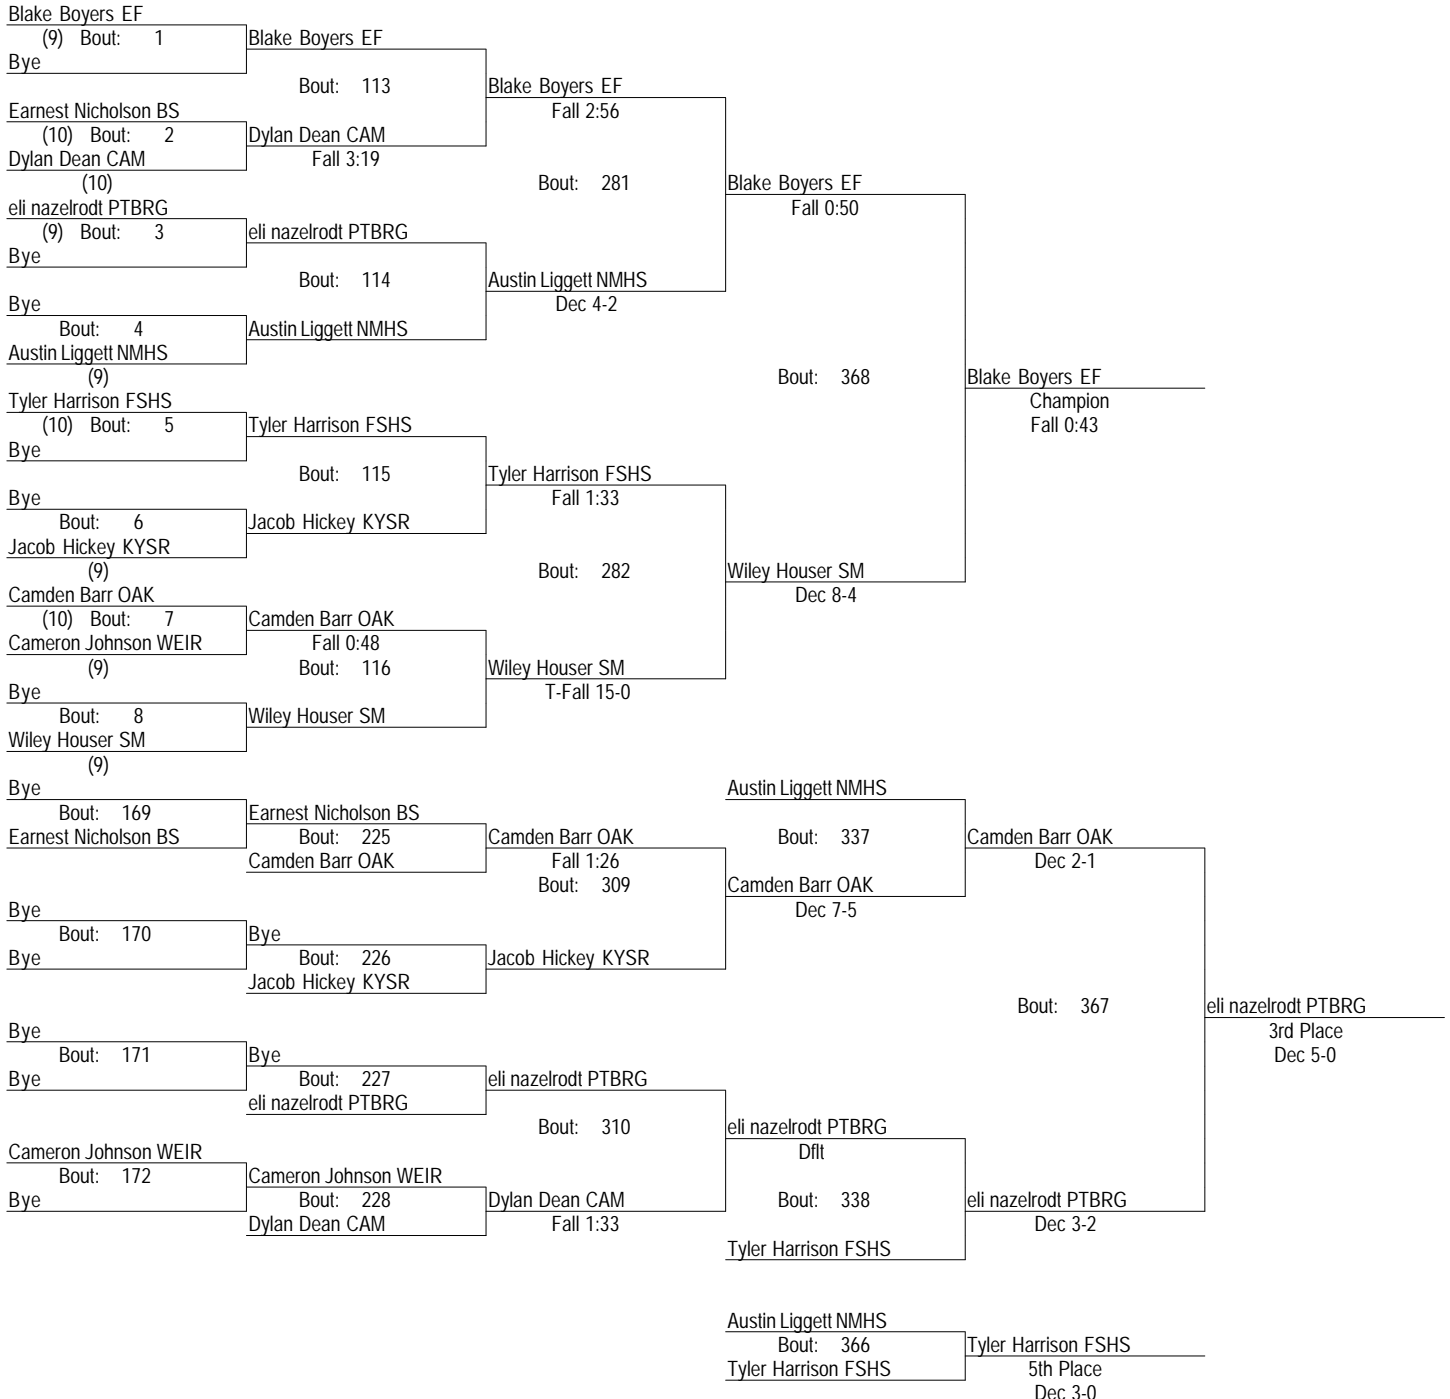 Blake Boyers EF
(9) Bout: 1
Bye
Blake Boyers EF
Bout: 113
Earnest Nicholson BS
(10) Bout: 2
Dylan Dean CAM
(10)
Dylan Dean CAM
Fall 3:19
Blake Boyers EF
Fall 2:56
Bout: 281
eli nazelrodt PTBRG
(9) Bout: 3
Bye
eli nazelrodt PTBRG
Bout: 114
Bye
Bout: 4
Austin Liggett NMHS
(9)
Austin Liggett NMHS
Austin Liggett NMHS
Dec 4-2
Blake Boyers EF
Fall 0:50
Bout: 368
Tyler Harrison FSHS
(10) Bout: 5
Bye
Tyler Harrison FSHS
Bout: 115
Bye
Bout: 6
Jacob Hickey KYSR
(9)
Jacob Hickey KYSR
Tyler Harrison FSHS
Fall 1:33
Bout: 282
Camden Barr OAK
(10) Bout: 7
Cameron Johnson WEIR
(9)
Camden Barr OAK
Fall 0:48
Bout: 116
Bye
Bout: 8
Wiley Houser SM
(9)
Wiley Houser SM
Wiley Houser SM
T-Fall 15-0
Wiley Houser SM
Dec 8-4
Blake Boyers EF
Champion
Fall 0:43
Bye
Bout: 169
Earnest Nicholson BS
Earnest Nicholson BS
Bout: 225
Camden Barr OAK
Camden Barr OAK
Fall 1:26
Bout: 309
Bye
Bout: 170
Bye
Bye
Bout: 226
Jacob Hickey KYSR
Jacob Hickey KYSR
Austin Liggett NMHS
Bout: 337
Camden Barr OAK
Dec 7-5
Camden Barr OAK
Dec 2-1
Bout: 367
Bye
Bout: 171
Bye
Bye
Bout: 227
eli nazelrodt PTBRG
eli nazelrodt PTBRG
Bout: 310
Cameron Johnson WEIR
Bout: 172
Bye
Cameron Johnson WEIR
Bout: 228
Dylan Dean CAM
Dylan Dean CAM
Fall 1:33
eli nazelrodt PTBRG
Dflt
Bout: 338
Tyler Harrison FSHS
eli nazelrodt PTBRG
Dec 3-2
eli nazelrodt PTBRG
3rd Place
Dec 5-0
Austin Liggett NMHS
Bout: 366
Tyler Harrison FSHS
Tyler Harrison FSHS
5th Place
Dec 3-0